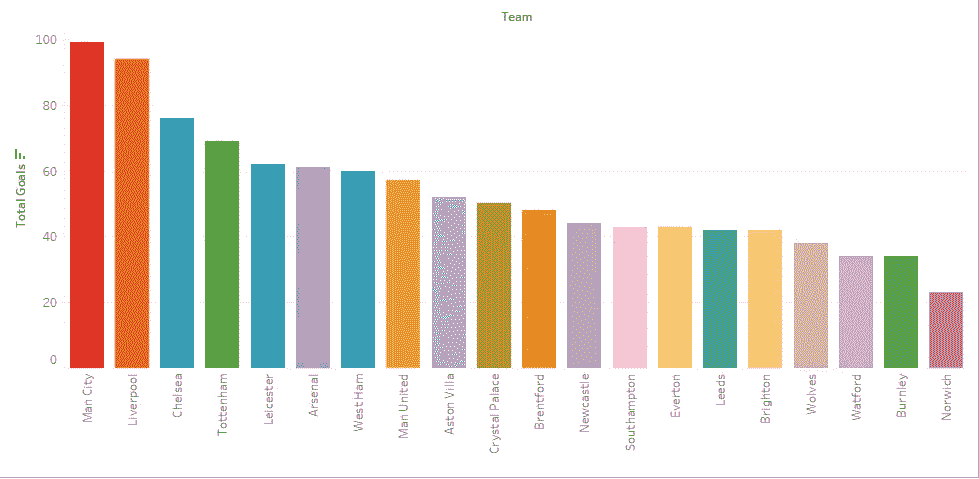 Team
Total Goals
100
80
60
40
20
0
Man City
Liverpool
Chelsea
Tottenham
Leicester
Arsenal
West Ham
Man United
Aston Villa
Crystal Palace
Brentford
Newcastle
Southampton
Everton
Leeds
Brighton
Wolves
Watford
Burnley
Norwich